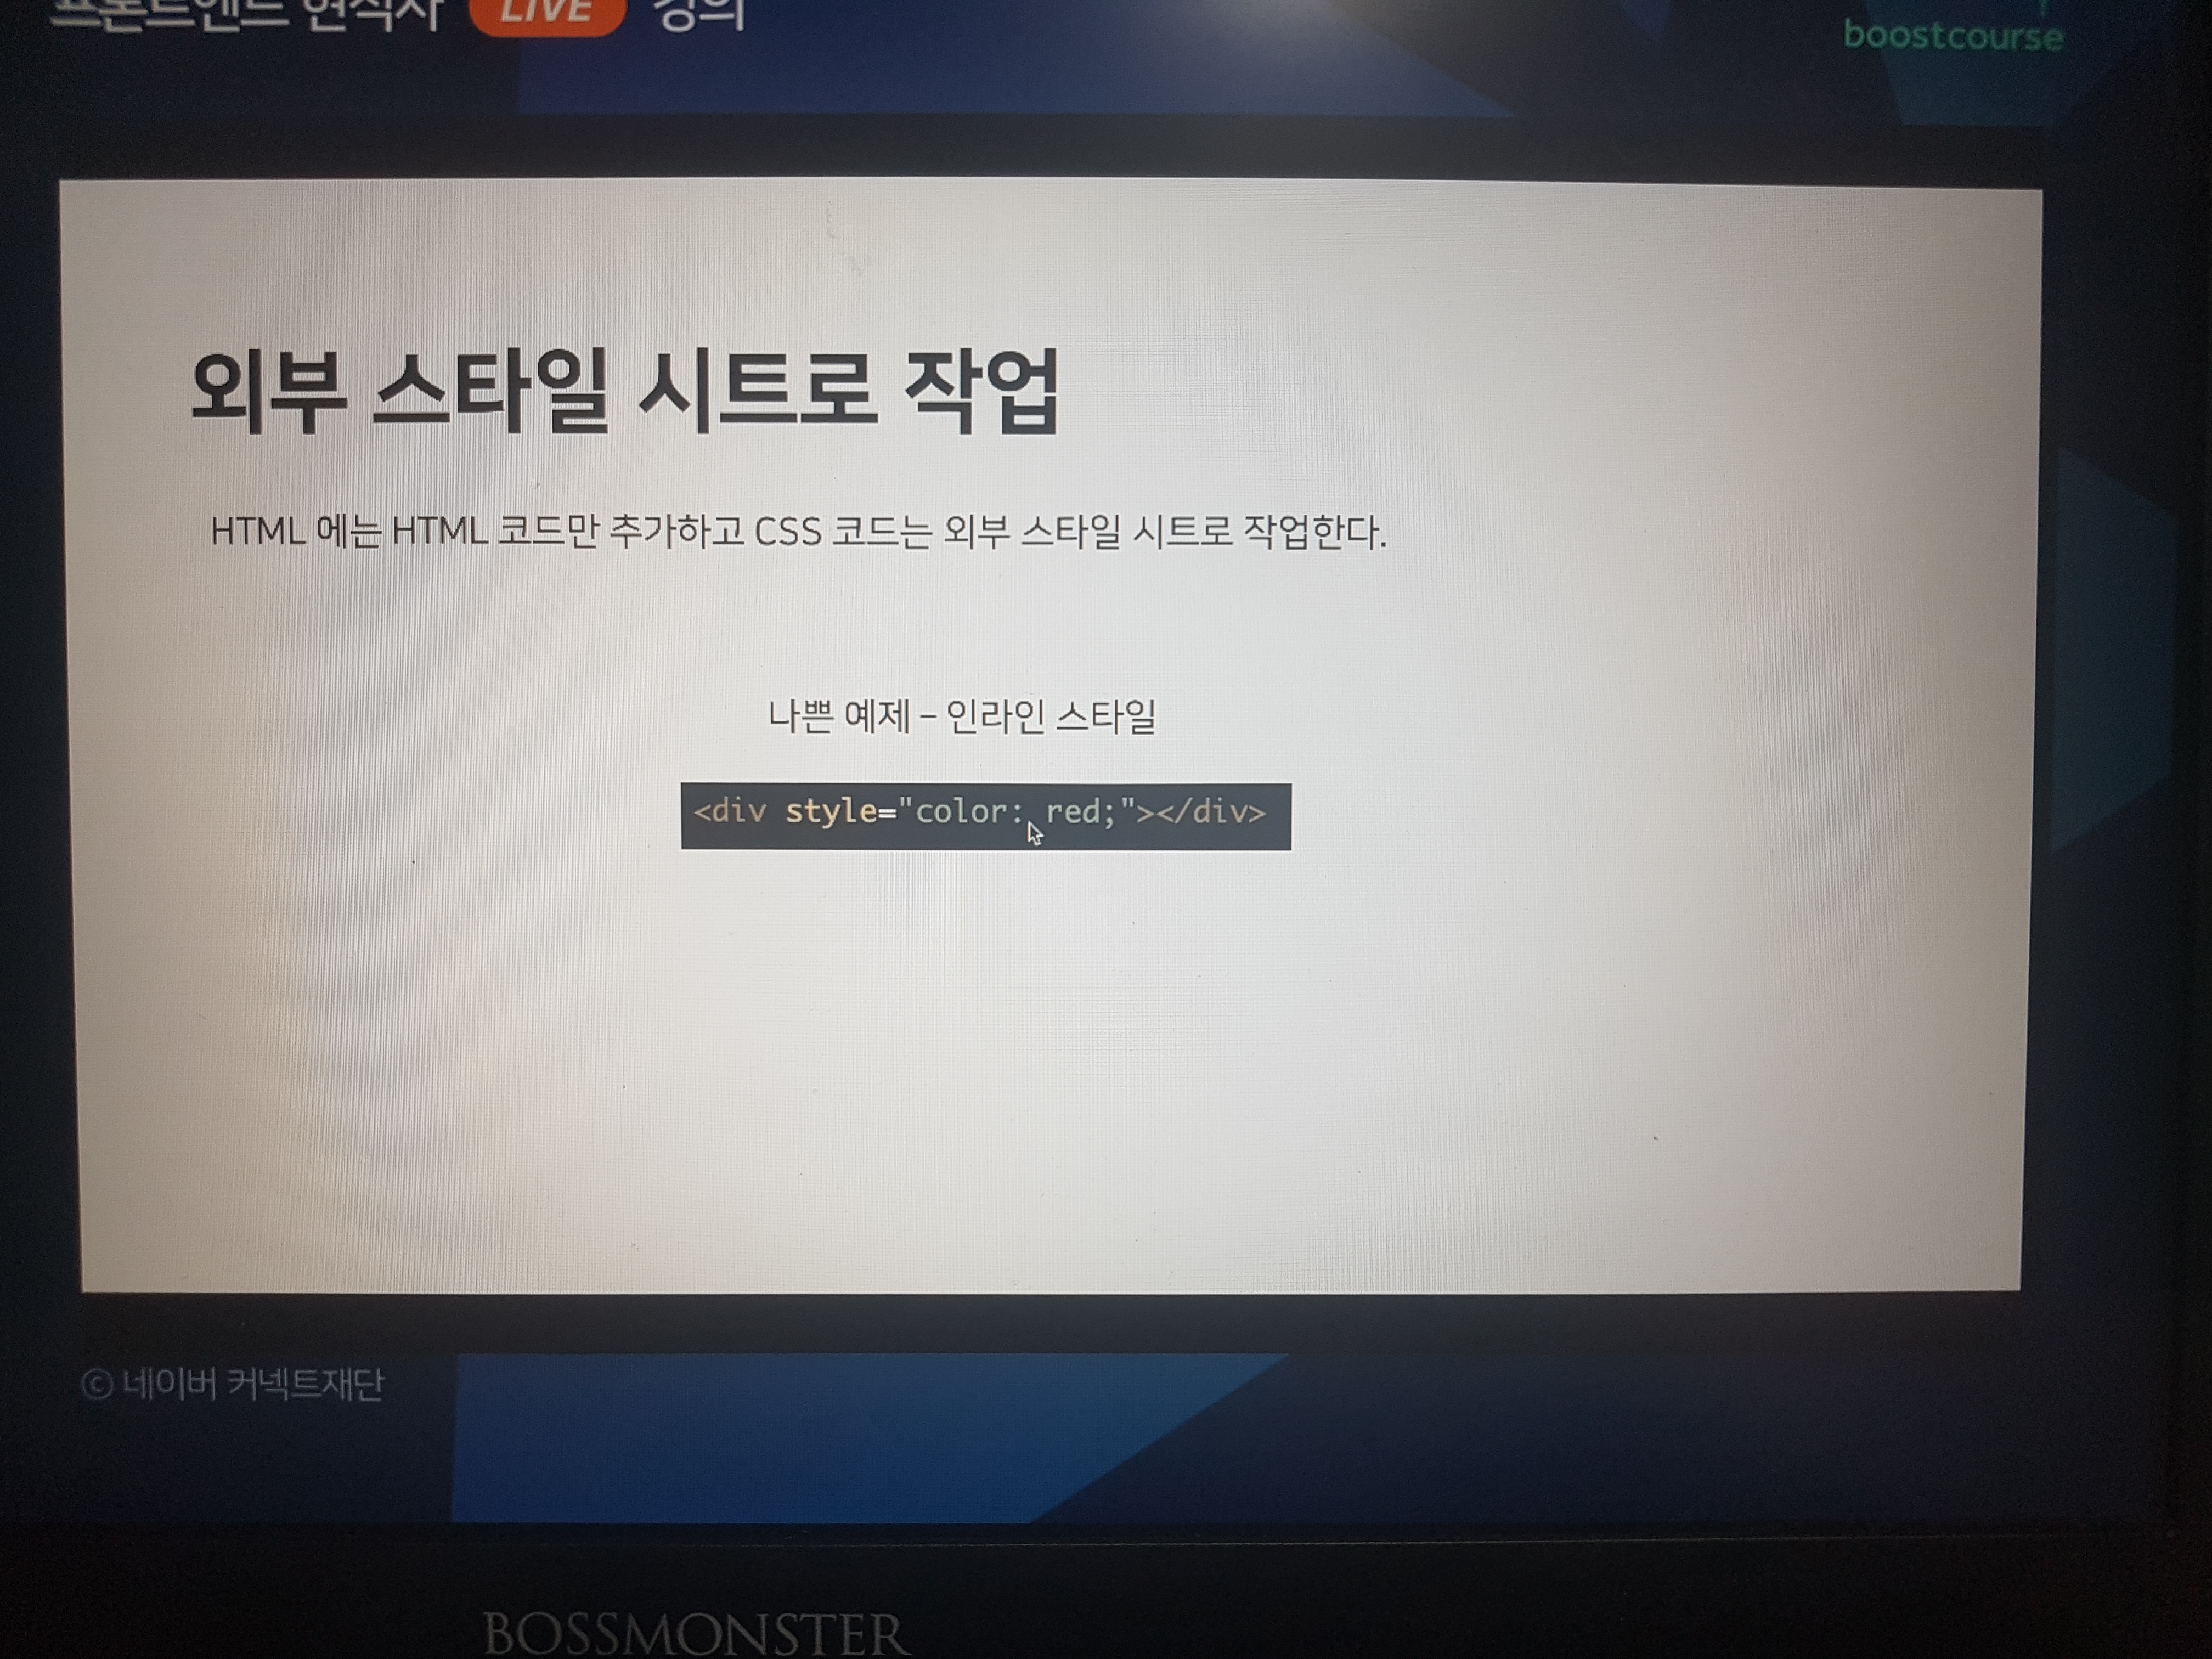 프론트엔드 현직자 LIVE 강의
boostcourse
외부 스타일 시트로 작업
HTML 에는 HTML 코드만 추가하고 CSS 코드는 외부 스타일 시트로 작업한다.
나쁜 예제 – 인라인 스타일
<div style="color: red;"></div>
© 네이버 커넥트재단
BOSSMONSTER